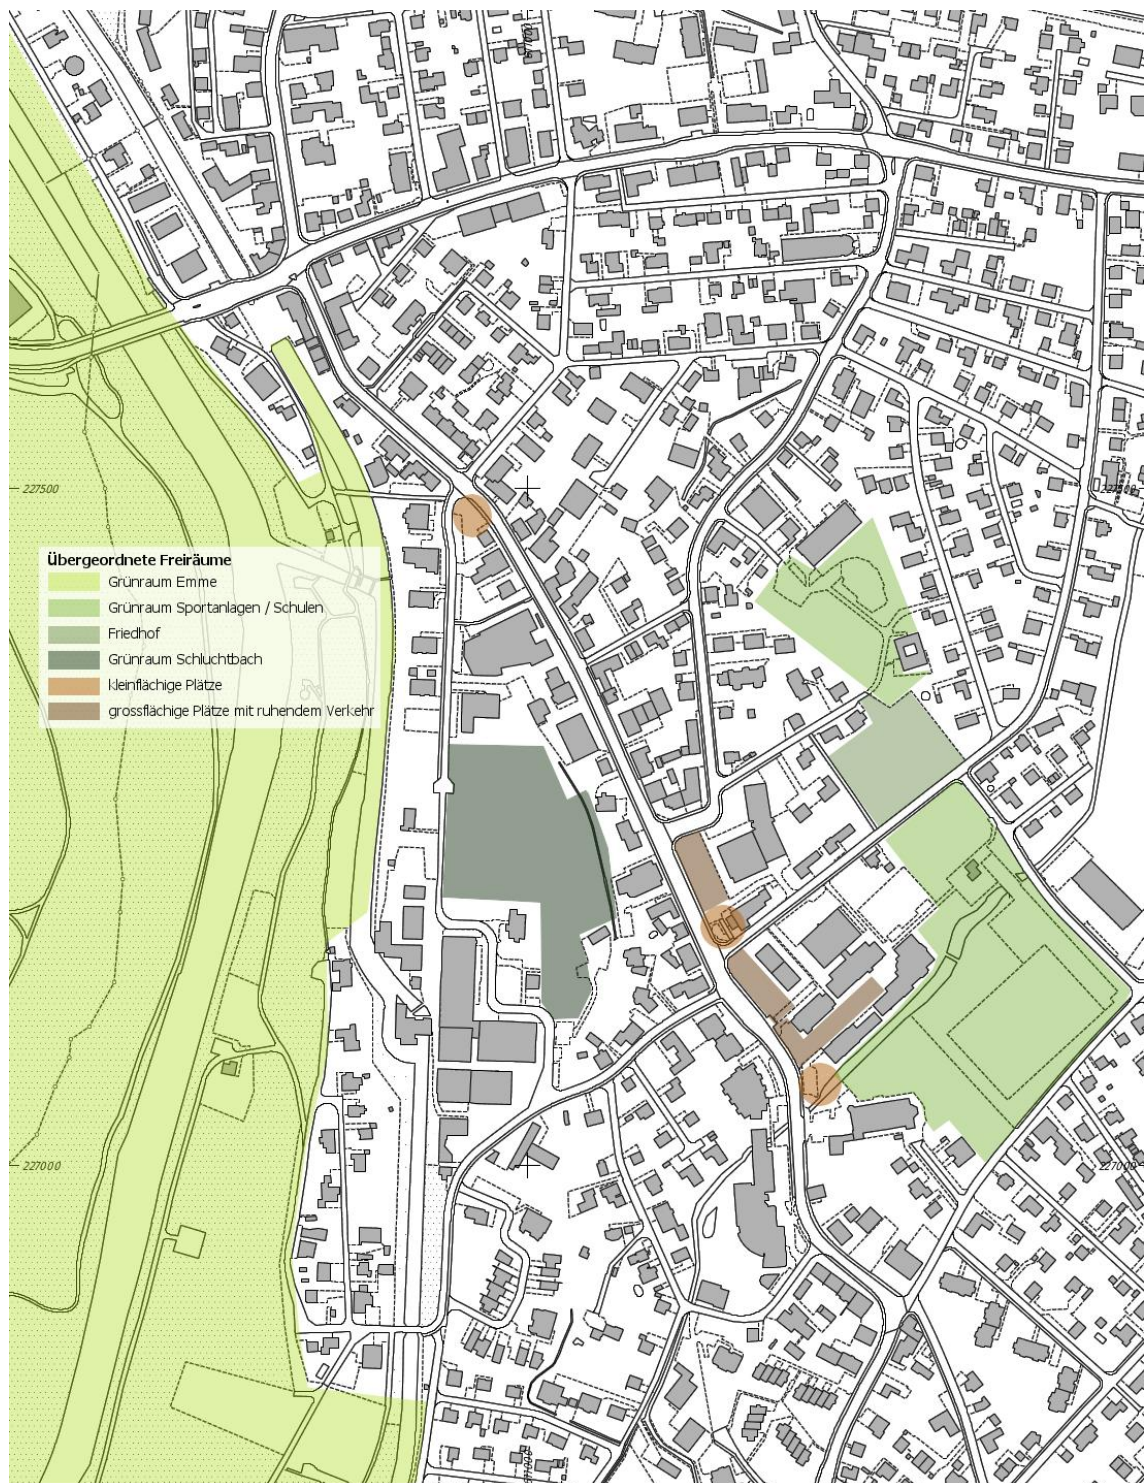 227500
227500
Übergeordnete Freiräume
Grünraum Emme
Grünraum Sportanlagen / Schulen
Friedhof
Grünraum Schluchtbach
kleinflächige Plätze
grossflächige Plätze mit ruhendem Verkehr
227000
227000